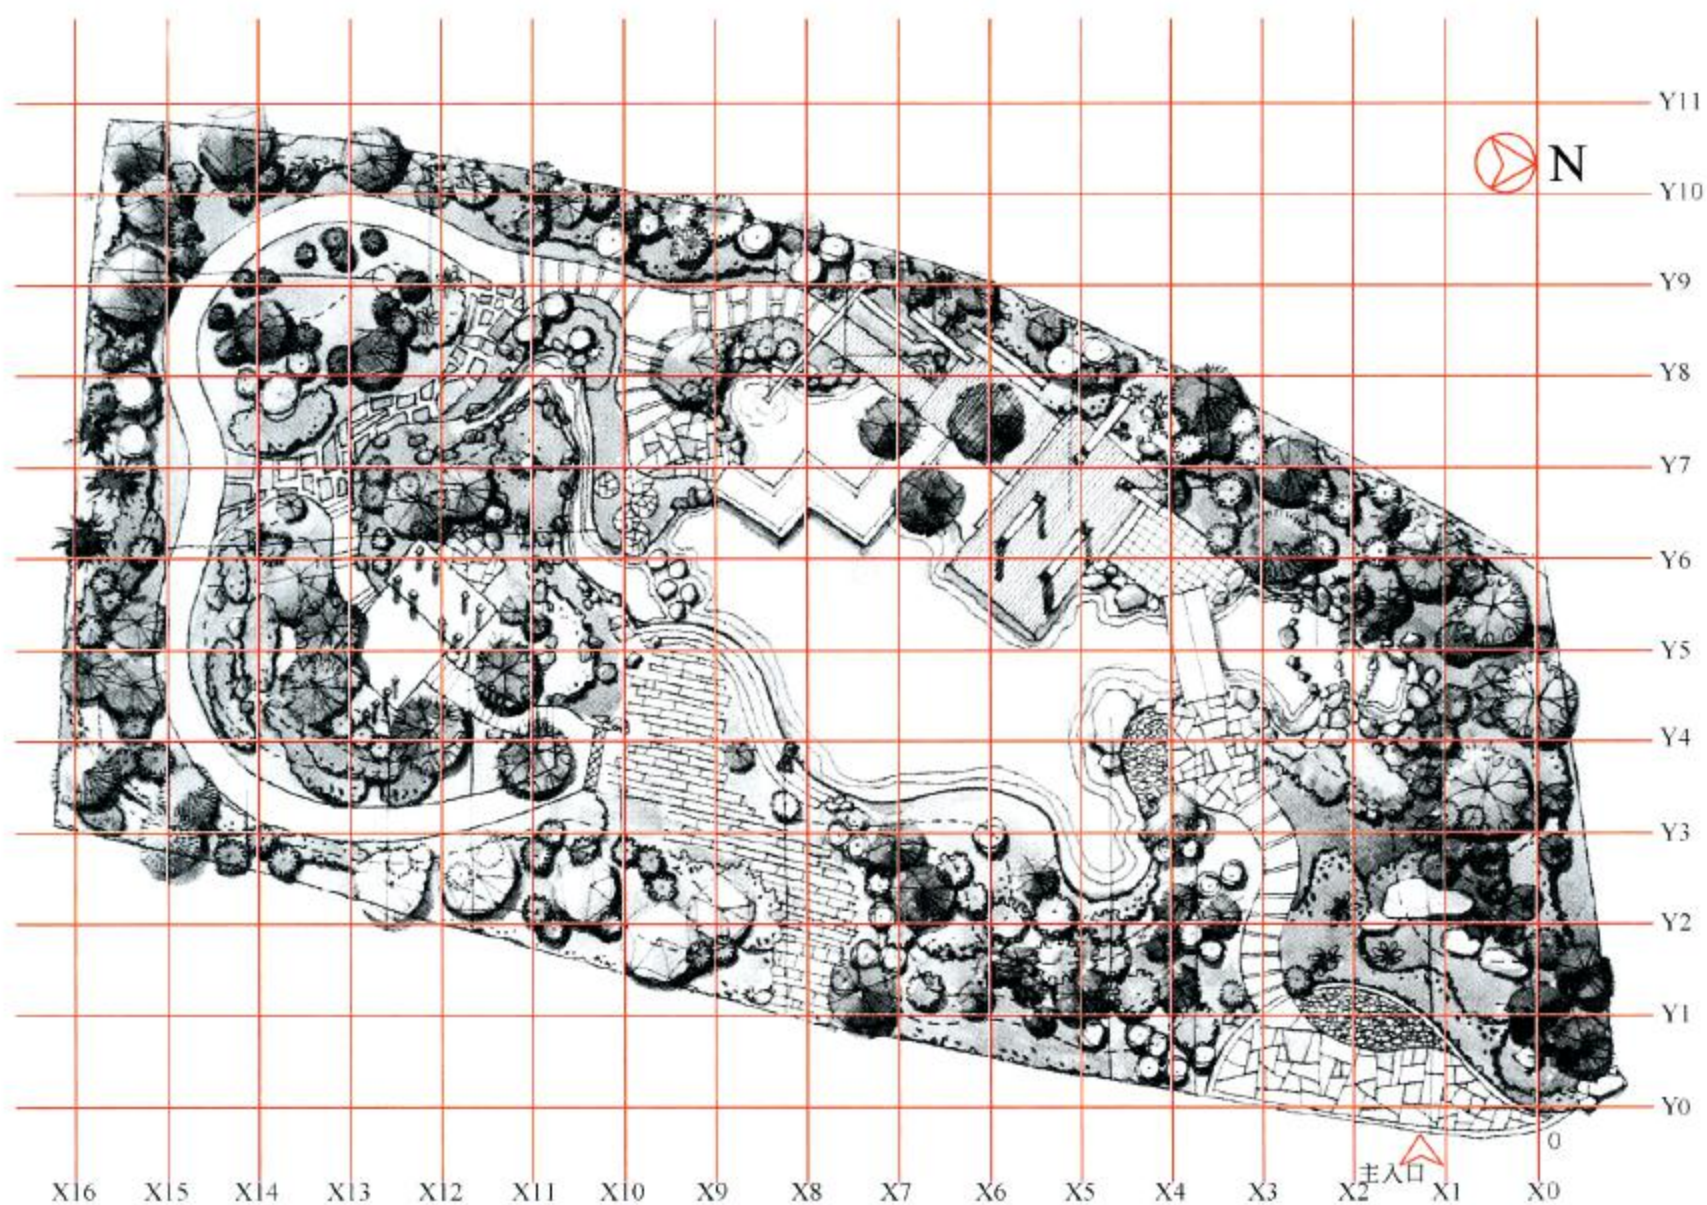 Y11
N
Y10
Y9
Y8
Y7
Y6
Y5
Y4
Y3
Y2
Y1
Y0
0
主入口
X16 X15 X14 X13 X12 X11 X10 X9 X8 X7 X6 X5 X4 X3 X2 X1 X0